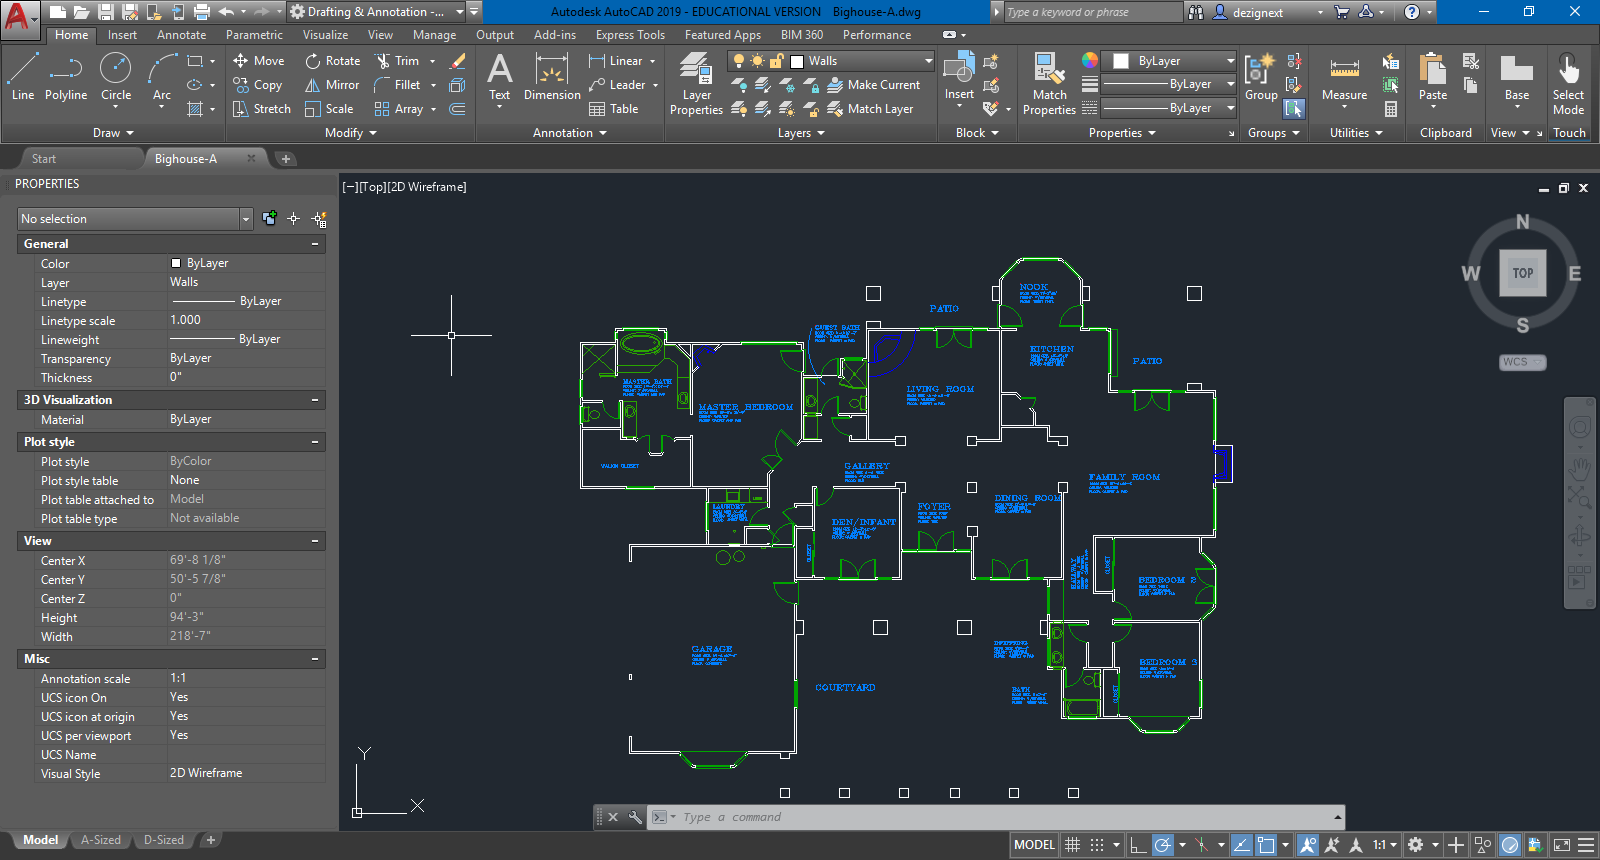 Drafting & Annotation -...
Autodesk AutoCAD 2019 - EDUCATIONAL VERSION Bighouse-A.dwg
Type a keyword or phrase
dezignext
Home Insert Annotate Parametric Visualize View Manage Output Add-ins Express Tools Featured Apps BIM 360 Performance
Line Polyline Circle Arc
Draw
Move Rotate Trim
Copy Mirror Fillet
Stretch Scale Array
Modify
Text Dimension
Linear
Leader
Table
Annotation
Layer Properties
Walls
Make Current
Match Layer
Layers
Insert
Block
Match Properties
ByLayer
ByLayer
ByLayer
Properties
Group
Groups
Measure
Utilities
Paste
Clipboard
Base
View
Select Mode
Touch
Start
Bighouse-A
PROPERTIES
No selection
General
Color ByLayer
Layer Walls
Linetype ByLayer
Linetype scale 1.000
Lineweight ByLayer
Transparency ByLayer
Thickness 0"
3D Visualization
Material ByLayer
Plot style
Plot style ByColor
Plot style table None
Plot table attached to Model
Plot table type Not available
View
Center X 69'-8 1/8"
Center Y 50'-5 7/8"
Center Z 0"
Height 94'-3"
Width 218'-7"
Misc
Annotation scale 1:1
UCS icon On Yes
UCS icon at origin Yes
UCS per viewport Yes
UCS Name
Visual Style 2D Wireframe
[−][Top][2D Wireframe]
N
W TOP E
S
WCS
NOOK
PATIO
GUEST BATH
KITCHEN
PATIO
MASTER BATH
LIVING ROOM
MASTER BEDROOM
WALKIN CLOSET
GALLERY
FAMILY ROOM
DINING ROOM
LAUNDRY
FOYER
DEN/INFANT
CLOSET
HALLWAY
CLOSET
BEDROOM 2
GARAGE
BEDROOM 3
COURTYARD
BATH
CLOSET
Y
X
Type a command
Model A-Sized D-Sized
MODEL
1:1